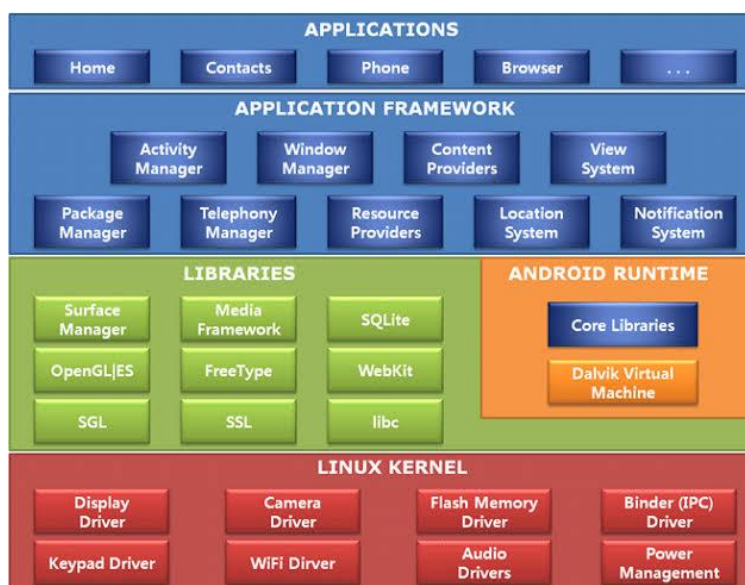 APPLICATIONS
Home
Contacts
Phone
Browser
. . .
APPLICATION FRAMEWORK
Activity
Manager
Window
Manager
Content
Providers
View
System
Package
Manager
Telephony
Manager
Resource
Providers
Location
System
Notification
System
LIBRARIES
Surface
Manager
Media
Framework
SQLite
OpenGL|ES
FreeType
WebKit
SGL
SSL
libc
ANDROID RUNTIME
Core Libraries
Dalvik Virtual
Machine
LINUX KERNEL
Display
Driver
Camera
Driver
Flash Memory
Driver
Binder (IPC)
Driver
Keypad Driver
WiFi Dirver
Audio
Drivers
Power
Management